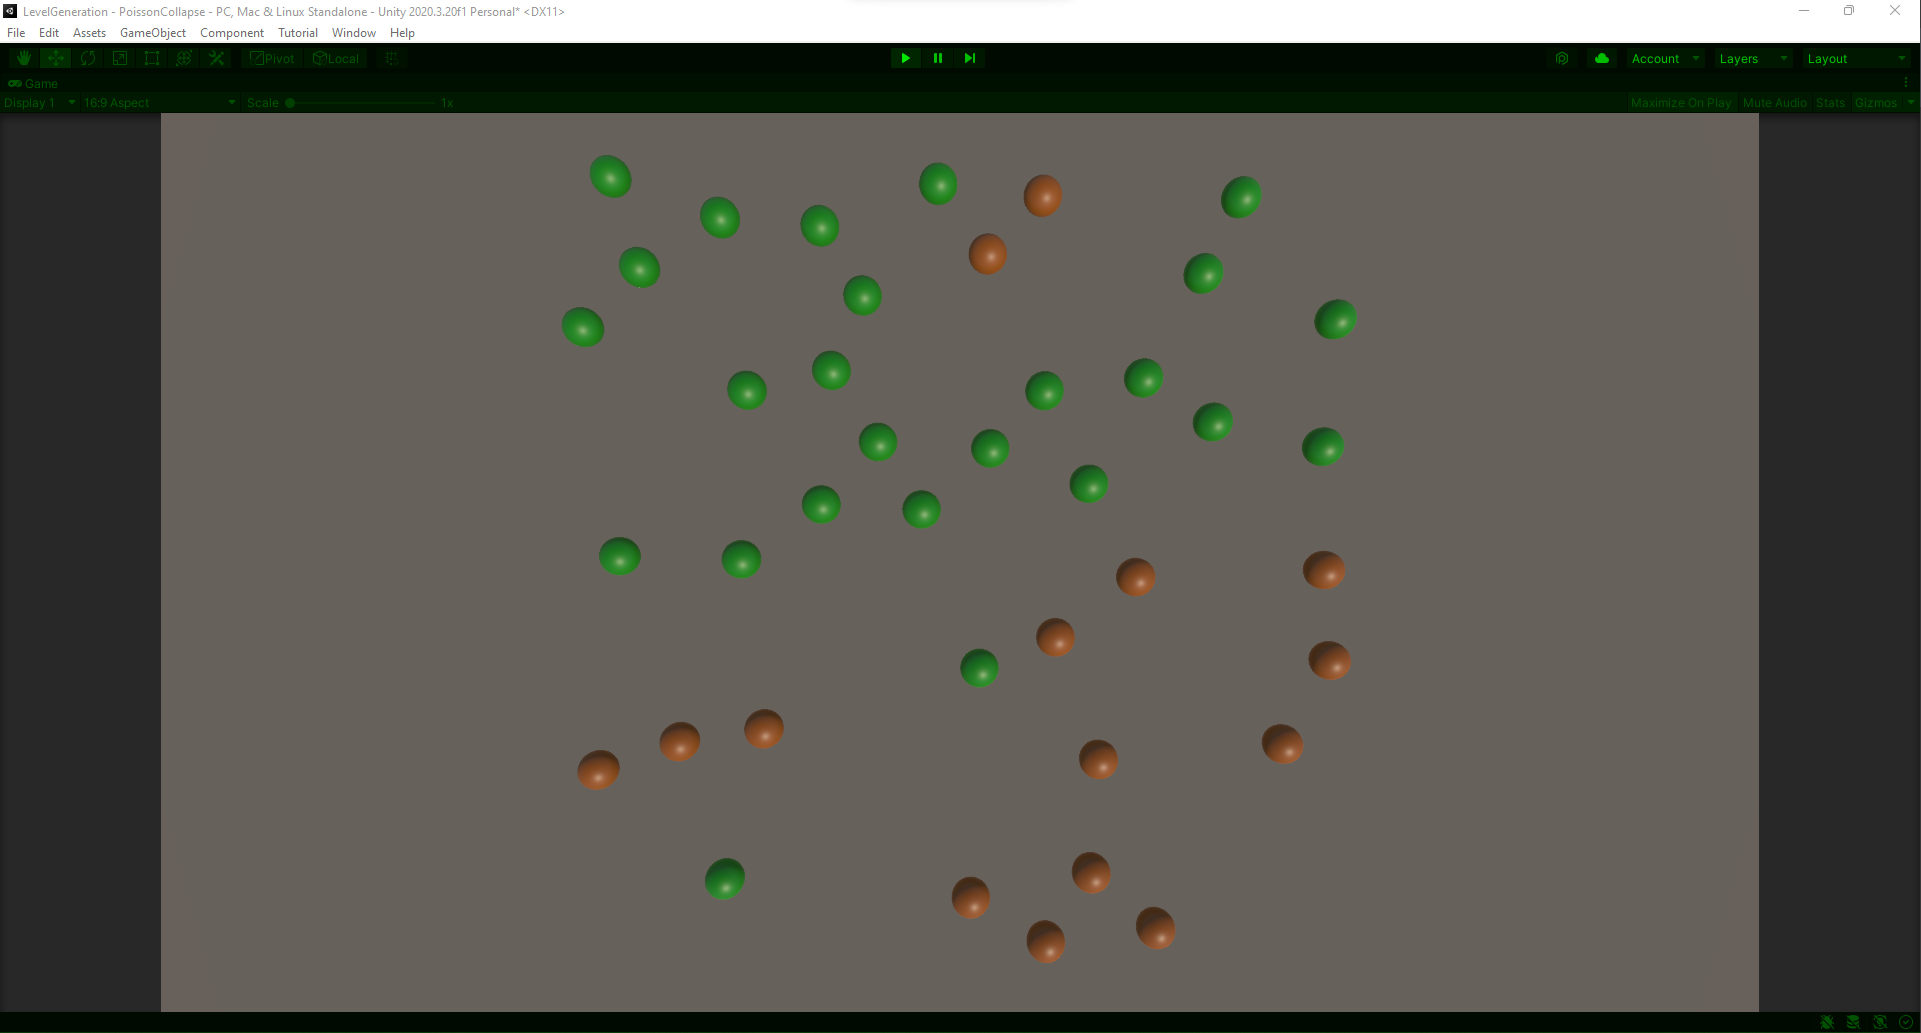 LevelGeneration - PoissonCollapse - PC, Mac & Linux Standalone - Unity 2020.3.20f1 Personal* <DX11>
File Edit Assets GameObject Component Tutorial Window Help
Pivot Local Account Layers Layout
Game
Display 1 16:9 Aspect Scale 1x Maximize On Play Mute Audio Stats Gizmos